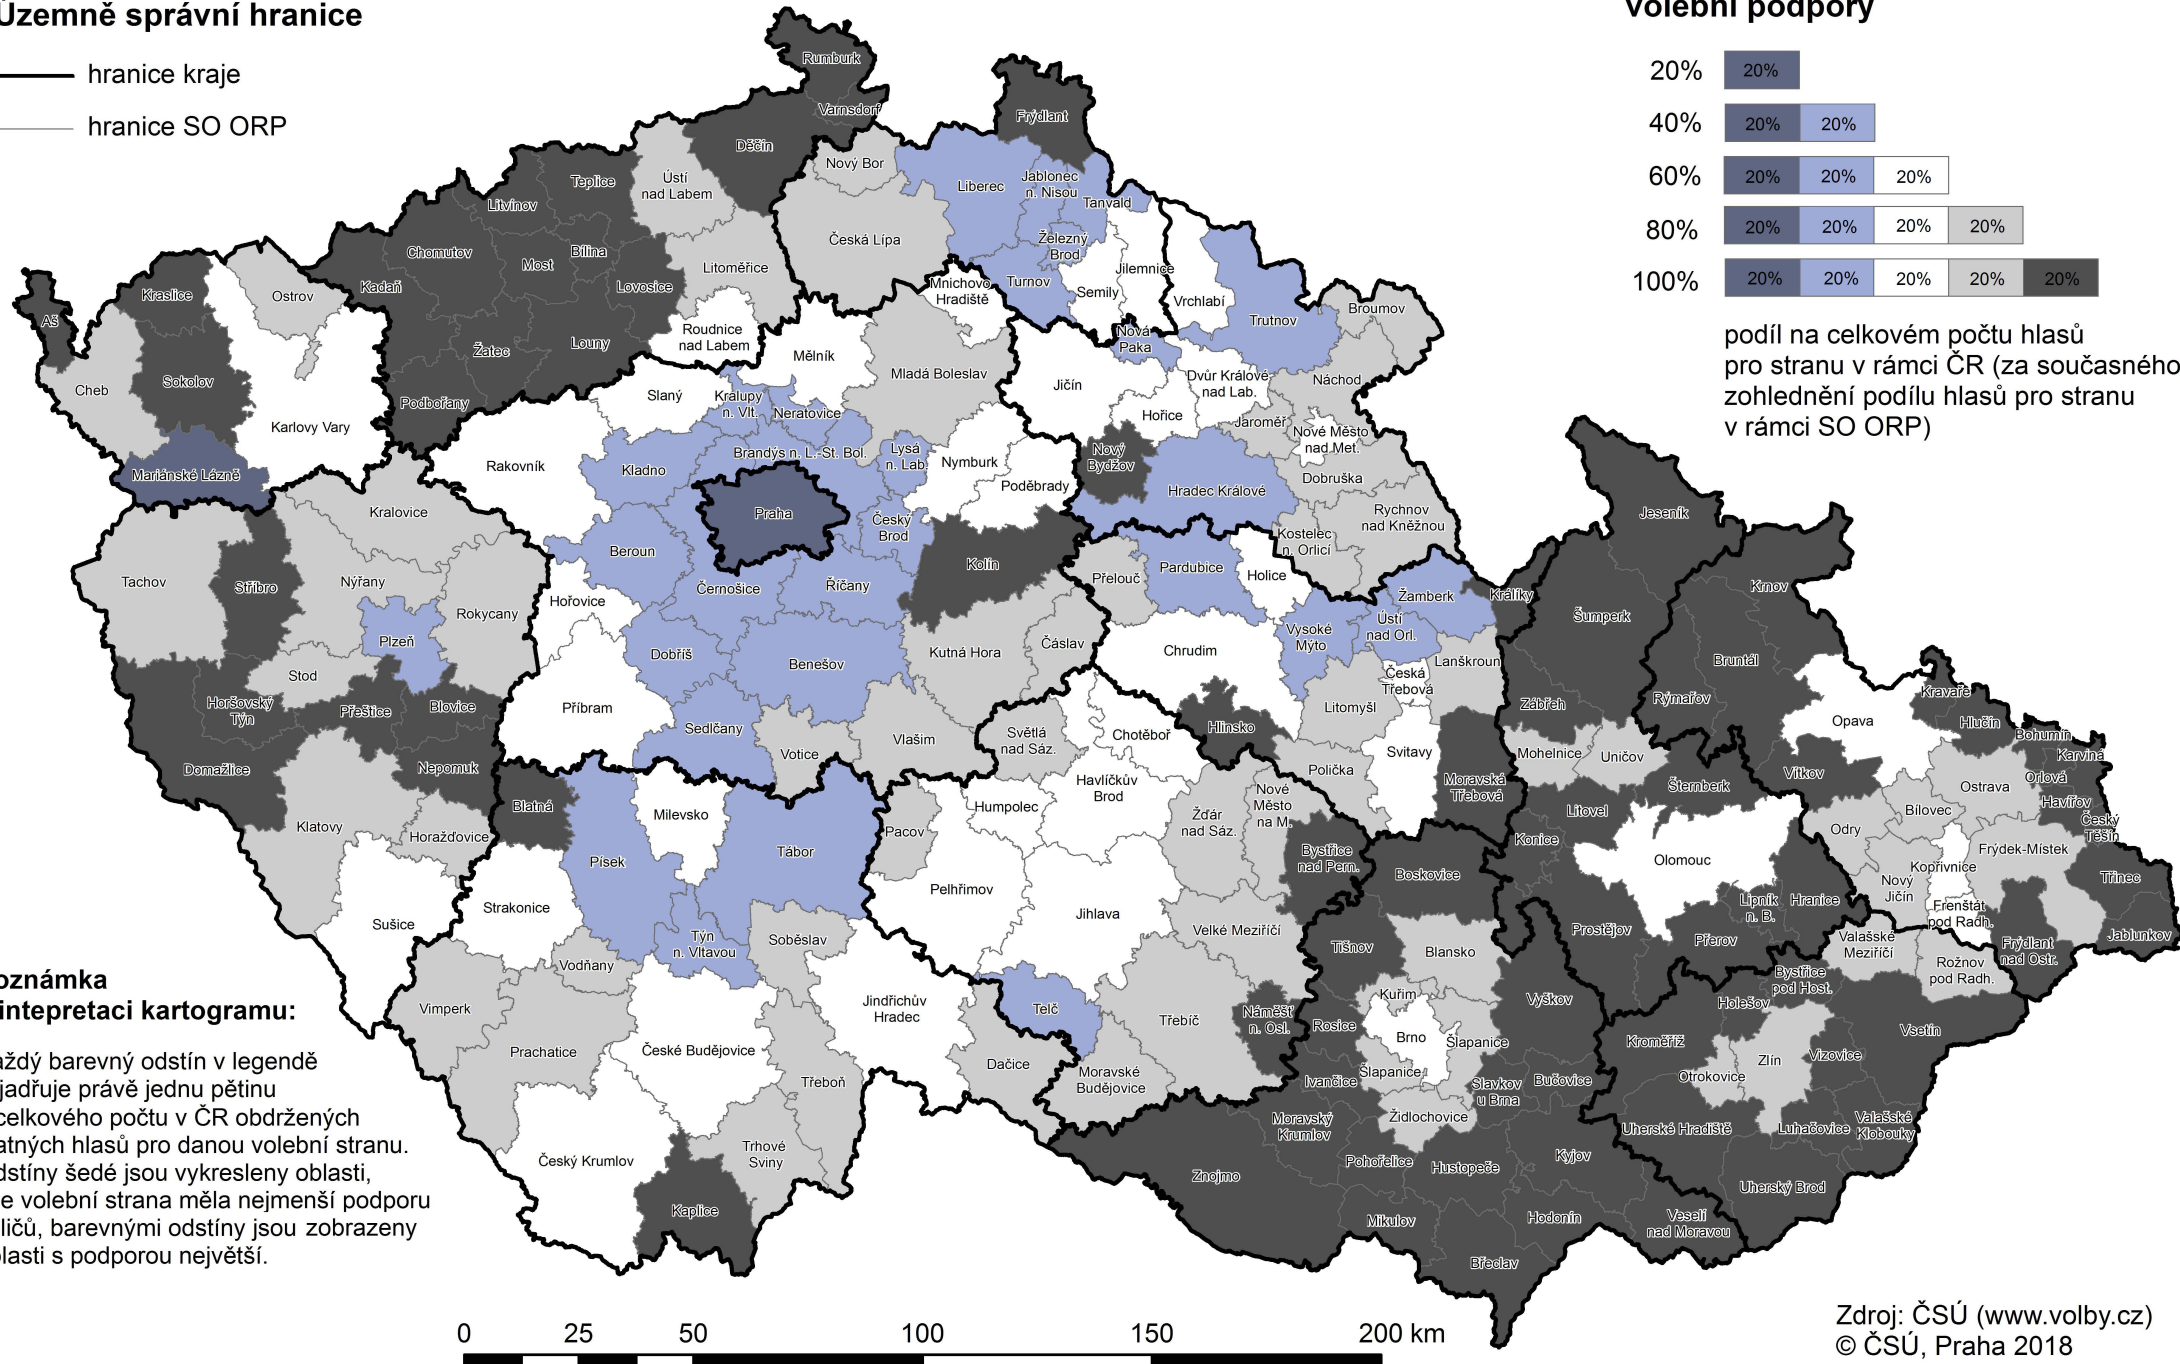 Územně správní hranice
hranice kraje
hranice SO ORP
volební podpory
20%
20%
40%
20%
20%
60%
20%
20%
20%
80%
20%
20%
20%
20%
100%
20%
20%
20%
20%
20%
podíl na celkovém počtu hlasů
pro stranu v rámci ČR (za současného
zohlednění podílu hlasů pro stranu
v rámci SO ORP)
Rumburk
Varnsdorf
Děčín
Frýdlant
Nový Bor
Teplice
Ústí
nad Labem
Liberec
Jablonec
n. Nisou
Tanvald
Litvínov
Česká Lípa
Železný
Brod
Chomutov
Most
Bílina
Litoměřice
Jilemnice
Kadaň
Lovosice
Mnichovo
Hradiště
Turnov
Semily
Vrchlabí
Kraslice
Ostrov
Broumov
Aš
Trutnov
Roudnice
nad Labem
Nová
Paka
Žatec
Louny
Mělník
Mladá Boleslav
Jičín
Dvůr Králové
nad Lab.
Náchod
Sokolov
Cheb
Podbořany
Slaný
Kralupy
n. Vlt.
Neratovice
Hořice
Jaroměř
Karlovy Vary
Nové Město
nad Met.
Mariánské Lázně
Rakovník
Kladno
Brandýs n. L.-St. Bol.
Lysá
n. Lab.
Nymburk
Poděbrady
Nový
Bydžov
Hradec Králové
Dobruška
Kralovice
Praha
Český
Brod
Rychnov
nad Kněžnou
Jeseník
Kostelec
n. Orlicí
Beroun
Kolín
Pardubice
Holice
Tachov
Stříbro
Nýřany
Rokycany
Hořovice
Černošice
Říčany
Přelouč
Žamberk
Králíky
Šumperk
Krnov
Plzeň
Dobříš
Benešov
Kutná Hora
Čáslav
Chrudim
Vysoké
Mýto
Ústí
nad Orl.
Lanškroun
Bruntál
Stod
Česká
Třebová
Horšovský
Týn
Přeštice
Blovice
Příbram
Sedlčany
Votice
Vlašim
Světlá
nad Sáz.
Chotěboř
Hlinsko
Litomyšl
Zábřeh
Rýmařov
Kravaře
Opava
Hlučín
Bohumín
Svitavy
Mohelnice
Uničov
Karviná
Domažlice
Nepomuk
Polička
Moravská
Třebová
Šternberk
Vítkov
Orlová
Ostrava
Havířov
Blatná
Milevsko
Humpolec
Havlíčkův
Brod
Nové
Město
na M.
Žďár
nad Sáz.
Litovel
Bílovec
Český
Těšín
Klatovy
Horažďovice
Pacov
Odry
Konice
Písek
Tábor
Bystřice
nad Pern.
Boskovice
Olomouc
Kopřivnice
Frýdek-Místek
Třinec
Pelhřimov
Nový
Jičín
Lipník
n. B.
Hranice
Sušice
Strakonice
Jihlava
Frenštát
pod Radh.
Týn
n. Vltavou
Soběslav
Velké Meziříčí
Tišnov
Blansko
Prostějov
Přerov
Valašské
Meziříčí
Frýdlant
nad Ostr.
Jablunkov
Vodňany
Rožnov
pod Radh.
Vimperk
Jindřichův
Hradec
Telč
Třebíč
Náměšť
n. Osl.
Kuřim
Vyškov
Bystřice
pod Host.
Holešov
Rosice
Brno
Šlapanice
Vsetín
Prachatice
České Budějovice
Dačice
Moravské
Budějovice
Šlapanice
Kroměříž
Zlín
Vizovice
Třeboň
Ivančice
Slavkov
u Brna
Bučovice
Otrokovice
Židlochovice
Moravský
Krumlov
Uherské Hradiště
Luhačovice
Valašské
Klobouky
Trhové
Sviny
Český Krumlov
Pohořelice
Hustopeče
Kyjov
Znojmo
Uherský Brod
Kaplice
Mikulov
Hodonín
Veselí
nad Moravou
Břeclav
oznámka
intepretaci kartogramu:
aždý barevný odstín v legendě
jadřuje právě jednu pětinu
celkového počtu v ČR obdržených
atných hlasů pro danou volební stranu.
dstíny šedé jsou vykresleny oblasti,
e volební strana měla nejmenší podporu
ličů, barevnými odstíny jsou zobrazeny
blasti s podporou největší.
0 25 50 100 150 200 km
Zdroj: ČSÚ (www.volby.cz)
© ČSÚ, Praha 2018